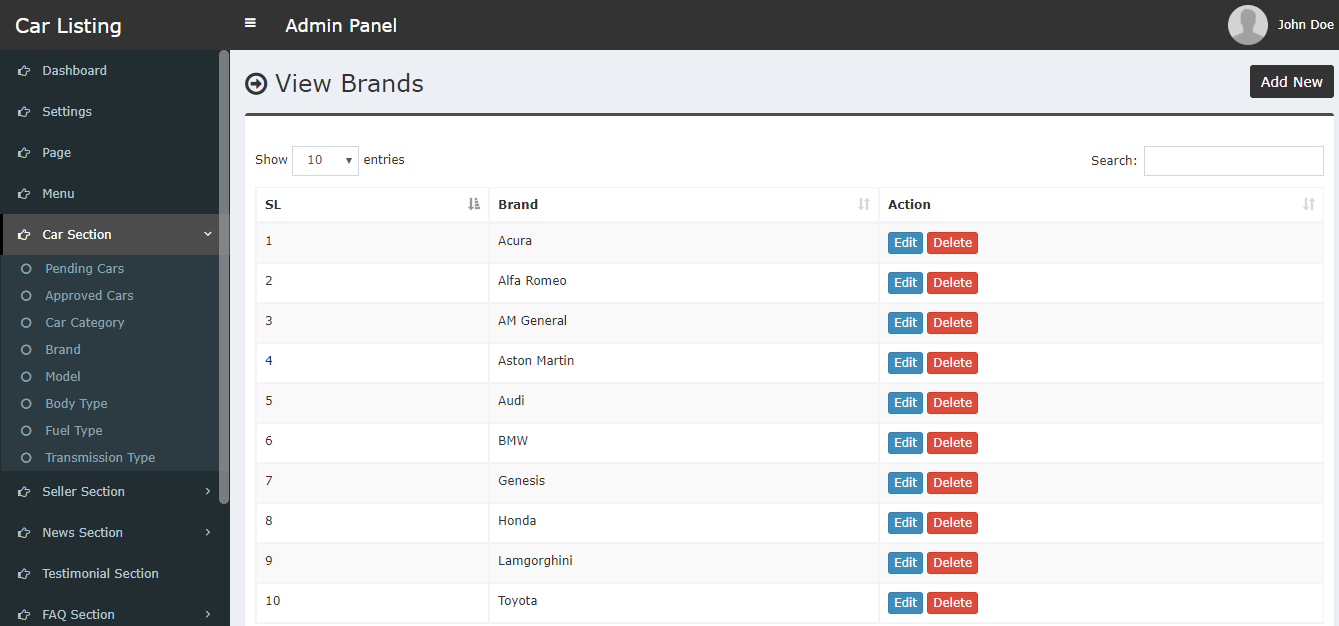 Car Listing
Admin Panel
John Doe
Dashboard
Settings
Page
Menu
Car Section
Pending Cars
Approved Cars
Car Category
Brand
Model
Body Type
Fuel Type
Transmission Type
Seller Section
News Section
Testimonial Section
FAQ Section
View Brands
Add New
Show 10 entries
Search:
SL Brand Action
1 Acura Edit Delete
2 Alfa Romeo Edit Delete
3 AM General Edit Delete
4 Aston Martin Edit Delete
5 Audi Edit Delete
6 BMW Edit Delete
7 Genesis Edit Delete
8 Honda Edit Delete
9 Lamgorghini Edit Delete
10 Toyota Edit Delete